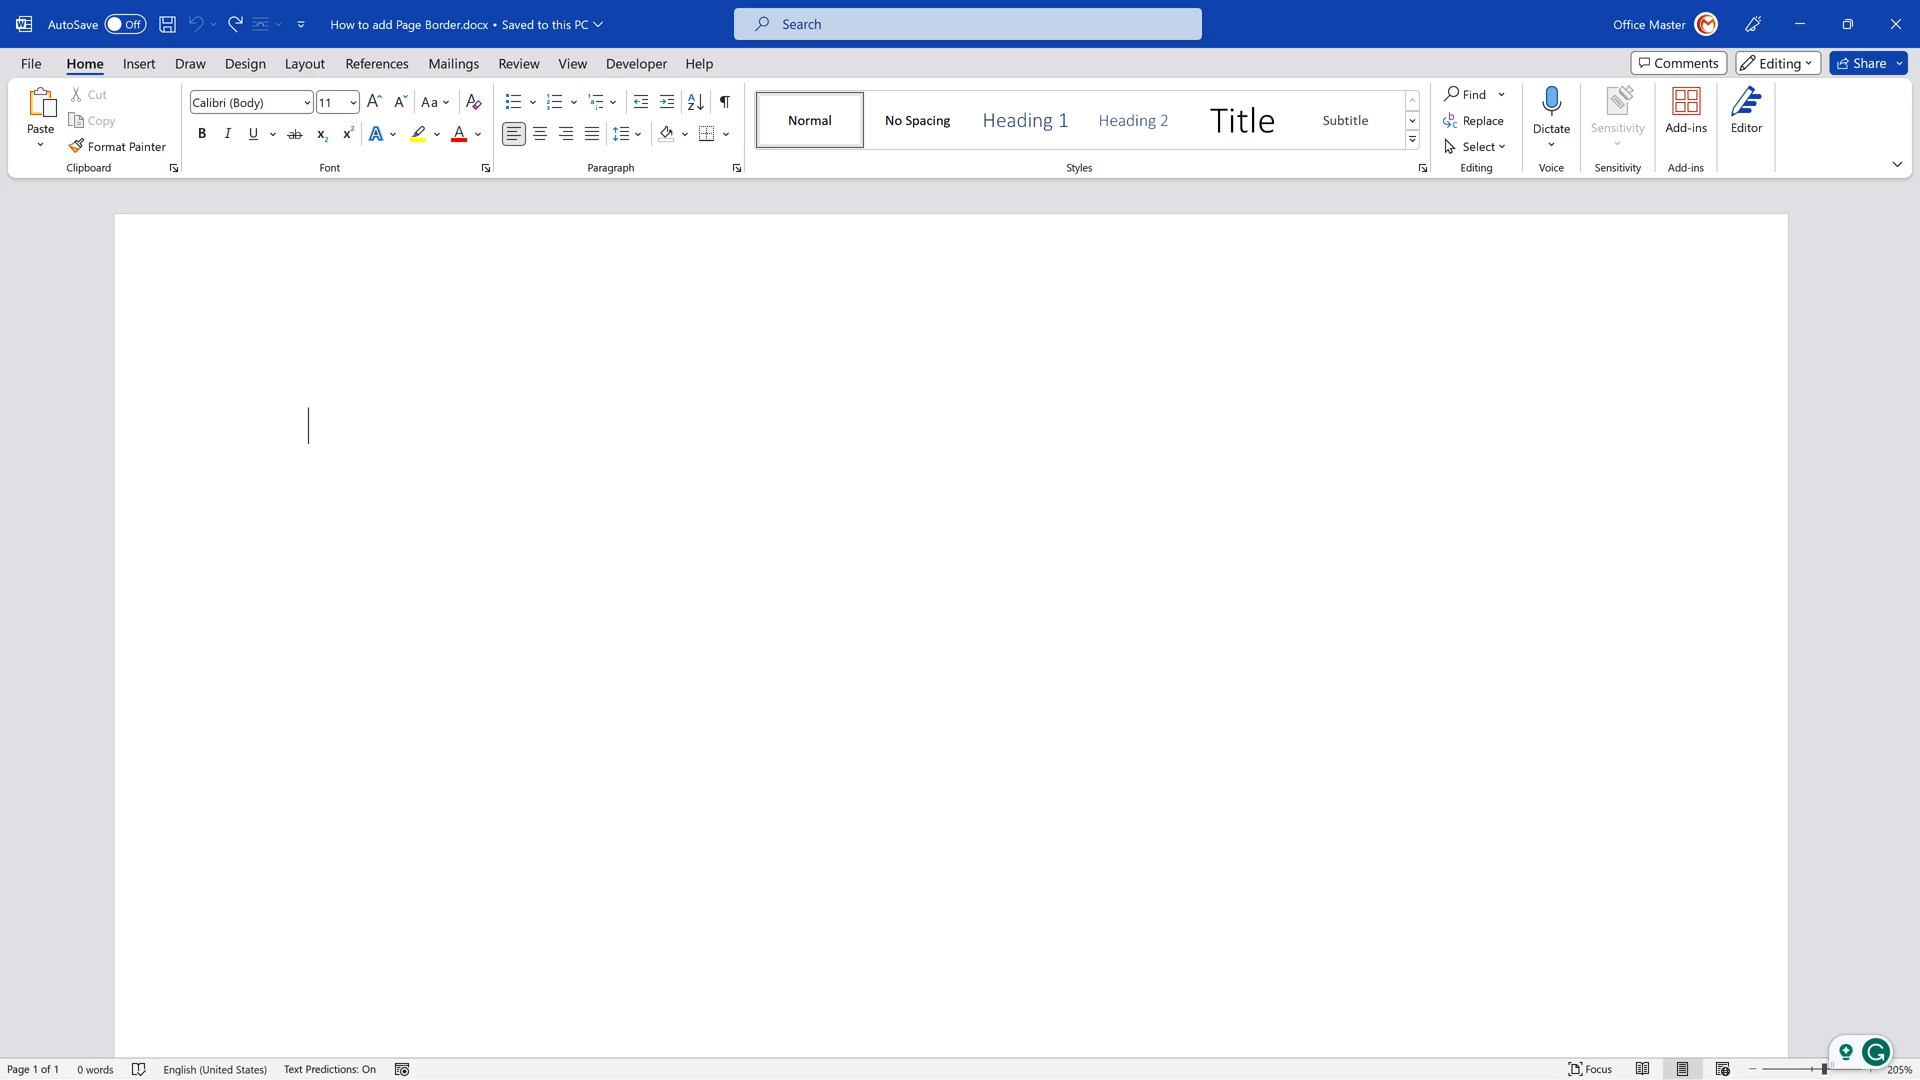 AutoSave Off How to add Page Border.docx • Saved to this PC Search Office Master
File Home Insert Draw Design Layout References Mailings Review View Developer Help Comments Editing Share
Paste
Cut
Copy
Format Painter
Clipboard
Calibri (Body) 11
Aa
B I U ab x₂ x² A A
Font
Paragraph
Normal No Spacing Heading 1 Heading 2 Title Subtitle
Styles
Find
Replace
Select
Editing
Dictate
Voice
Sensitivity
Sensitivity
Add-ins
Add-ins
Editor
Page 1 of 1 0 words English (United States) Text Predictions: On Focus 205%